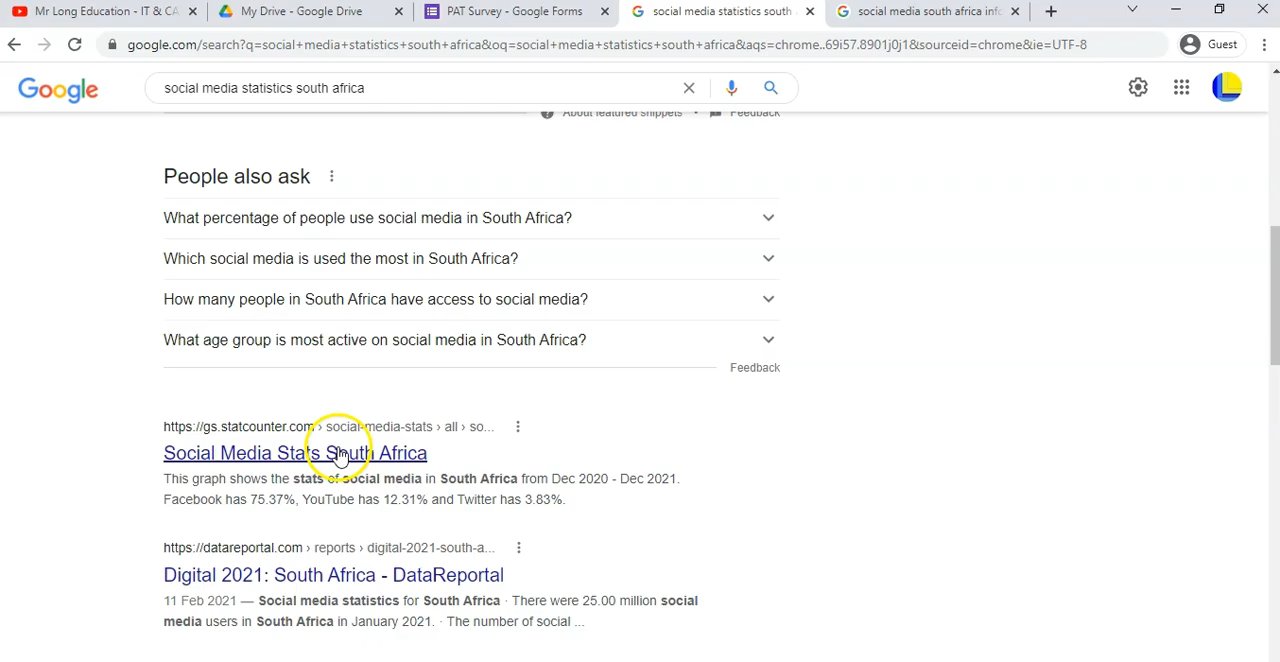 Mr Long Education - IT & CA
My Drive - Google Drive
PAT Survey - Google Forms
social media statistics south
social media south africa info
google.com/search?q=social+media+statistics+south+africa&aq=social+media+statistics+south+africa&aqs=chrome..69i57.8901j0j1&sourceid=chrome&ie=UTF-8
Guest
Google
social media statistics south africa
About featured snippets
Feedback
People also ask
What percentage of people use social media in South Africa?
Which social media is used the most in South Africa?
How many people in South Africa have access to social media?
What age group is most active on social media in South Africa?
Feedback
https://gs.statcounter.com › social-media-stats › all › so...
Social Media Stats South Africa
This graph shows the stats of social media in South Africa from Dec 2020 - Dec 2021.
Facebook has 75.37%, YouTube has 12.31% and Twitter has 3.83%.
https://datareportal.com › reports › digital-2021-south-a...
Digital 2021: South Africa - DataReportal
11 Feb 2021 — Social media statistics for South Africa · There were 25.00 million social
media users in South Africa in January 2021. · The number of social ...